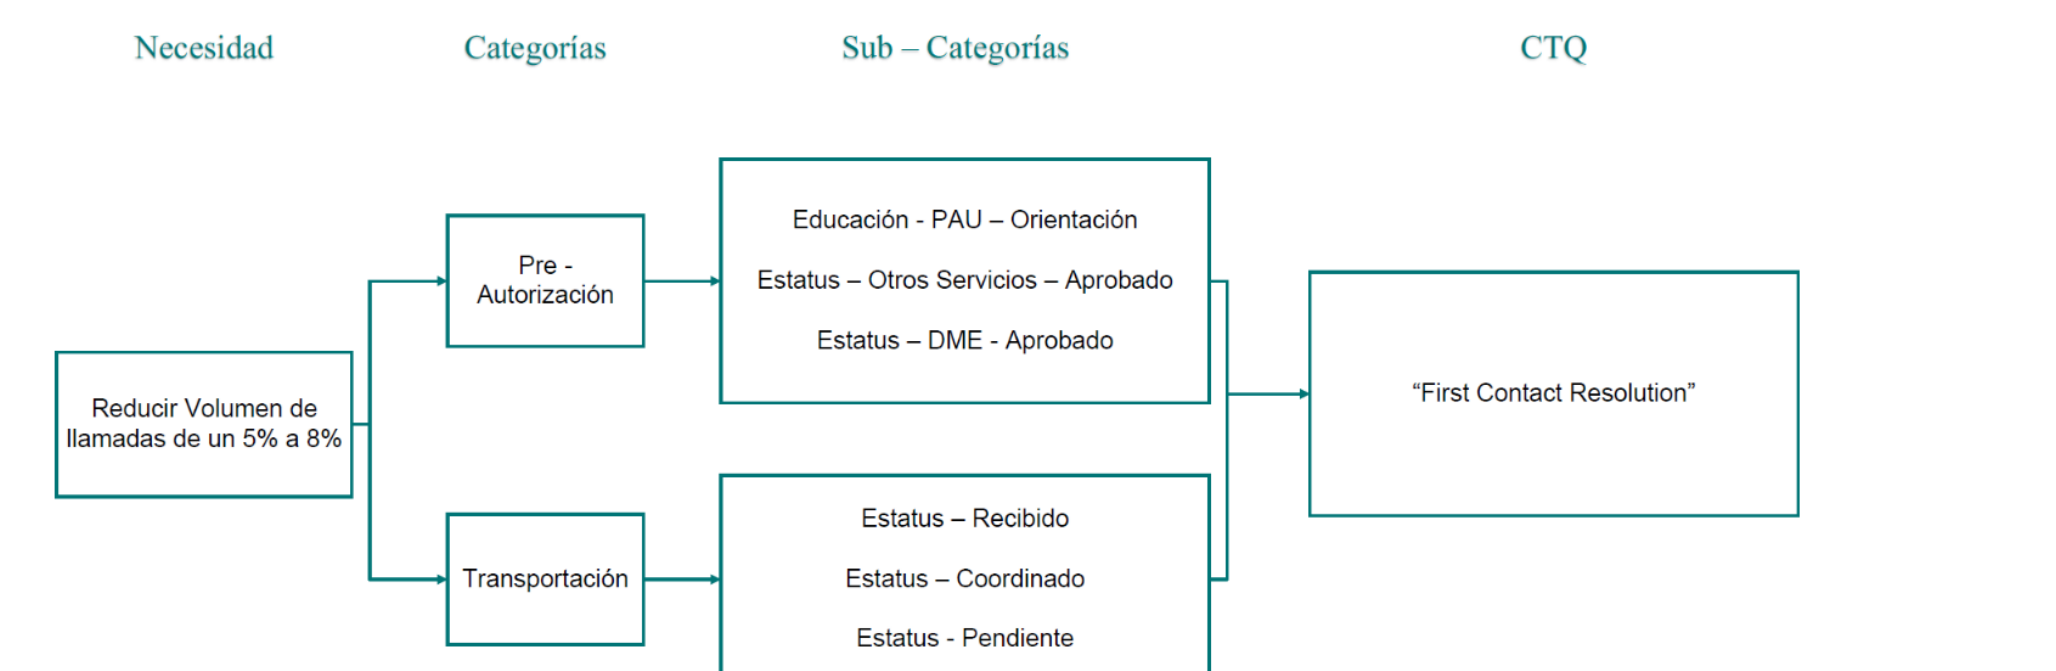 Necesidad
Categorías
Sub – Categorías
CTQ
Reducir Volumen de
llamadas de un 5% a 8%
Pre -
Autorización
Transportación
Educación - PAU – Orientación
Estatus – Otros Servicios – Aprobado
Estatus – DME - Aprobado
Estatus – Recibido
Estatus – Coordinado
Estatus - Pendiente
“First Contact Resolution”